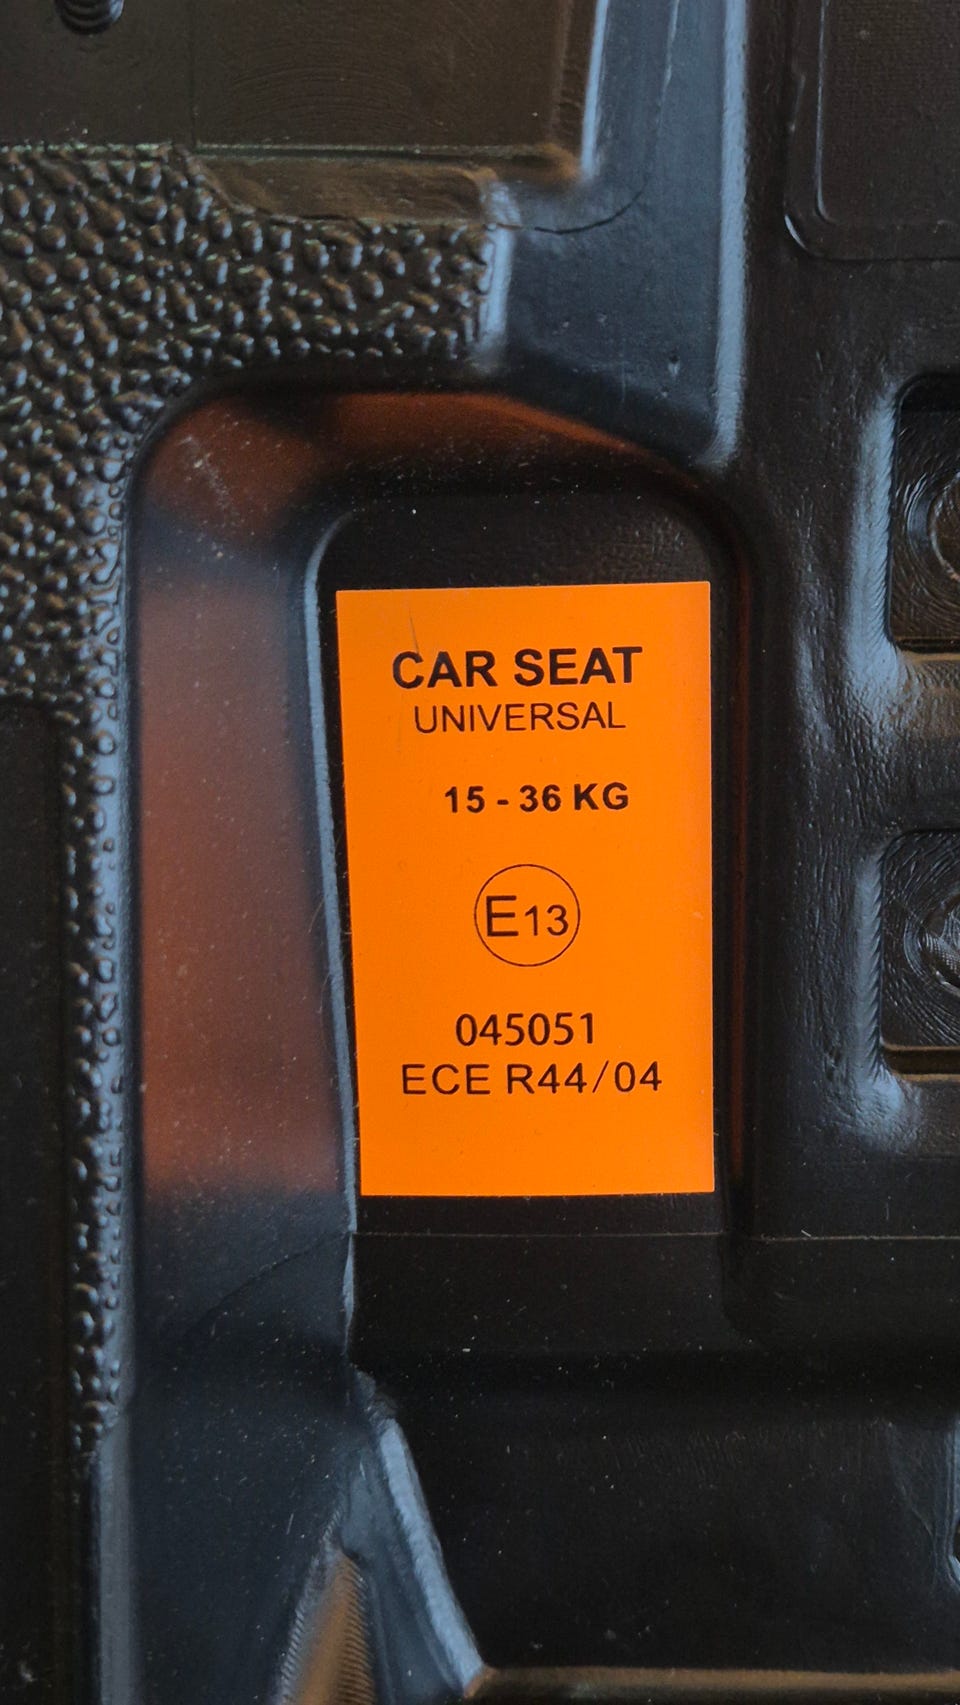 CAR SEAT
UNIVERSAL
15 - 36 KG
E13
045051
ECE R44/04